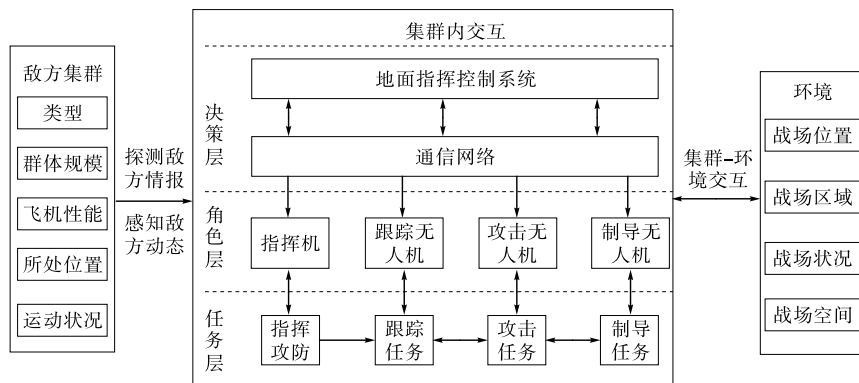 敌方集群
类型
群体规模
飞机性能
所处位置
运动状况
探测敌
方情报
感知敌
方动态
集群内交互
决策层
地面指挥控制系统
通信网络
角色层
指挥机
跟踪无
人机
攻击无
人机
制导无
人机
任务层
指挥
攻防
跟踪
任务
攻击
任务
制导
任务
集群-环
境交互
环境
战场位置
战场区域
战场状况
战场空间